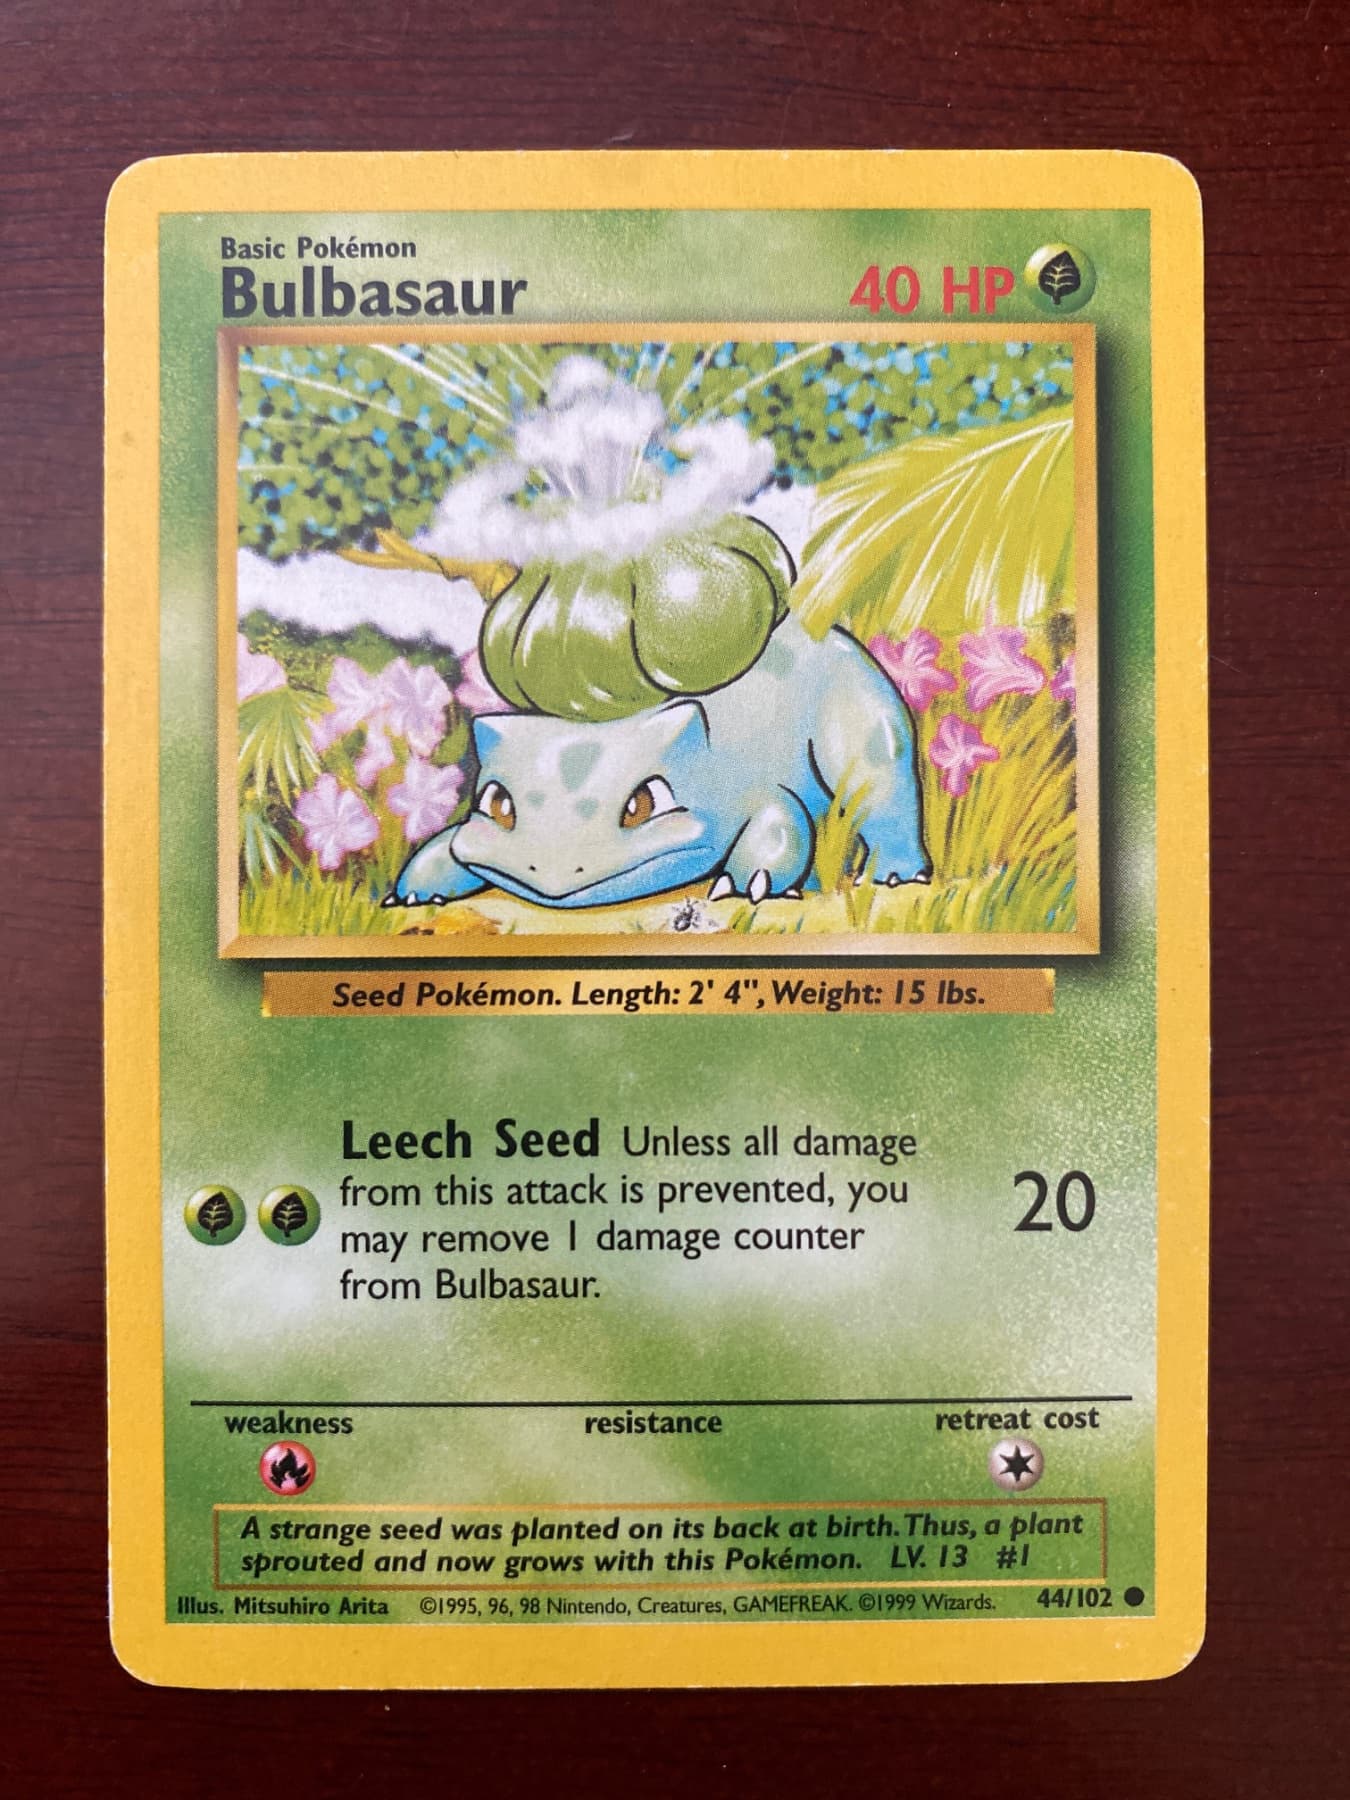 Basic Pokémon
Bulbasaur
40 HP
Seed Pokémon. Length: 2' 4", Weight: 15 lbs.
Leech Seed Unless all damage
from this attack is prevented, you
may remove 1 damage counter
from Bulbasaur.
20
weakness resistance retreat cost
A strange seed was planted on its back at birth. Thus, a plant
sprouted and now grows with this Pokémon. LV. 13 #1
Illus. Mitsuhiro Arita ©1995, 96, 98 Nintendo, Creatures, GAMEFREAK. ©1999 Wizards. 44/102